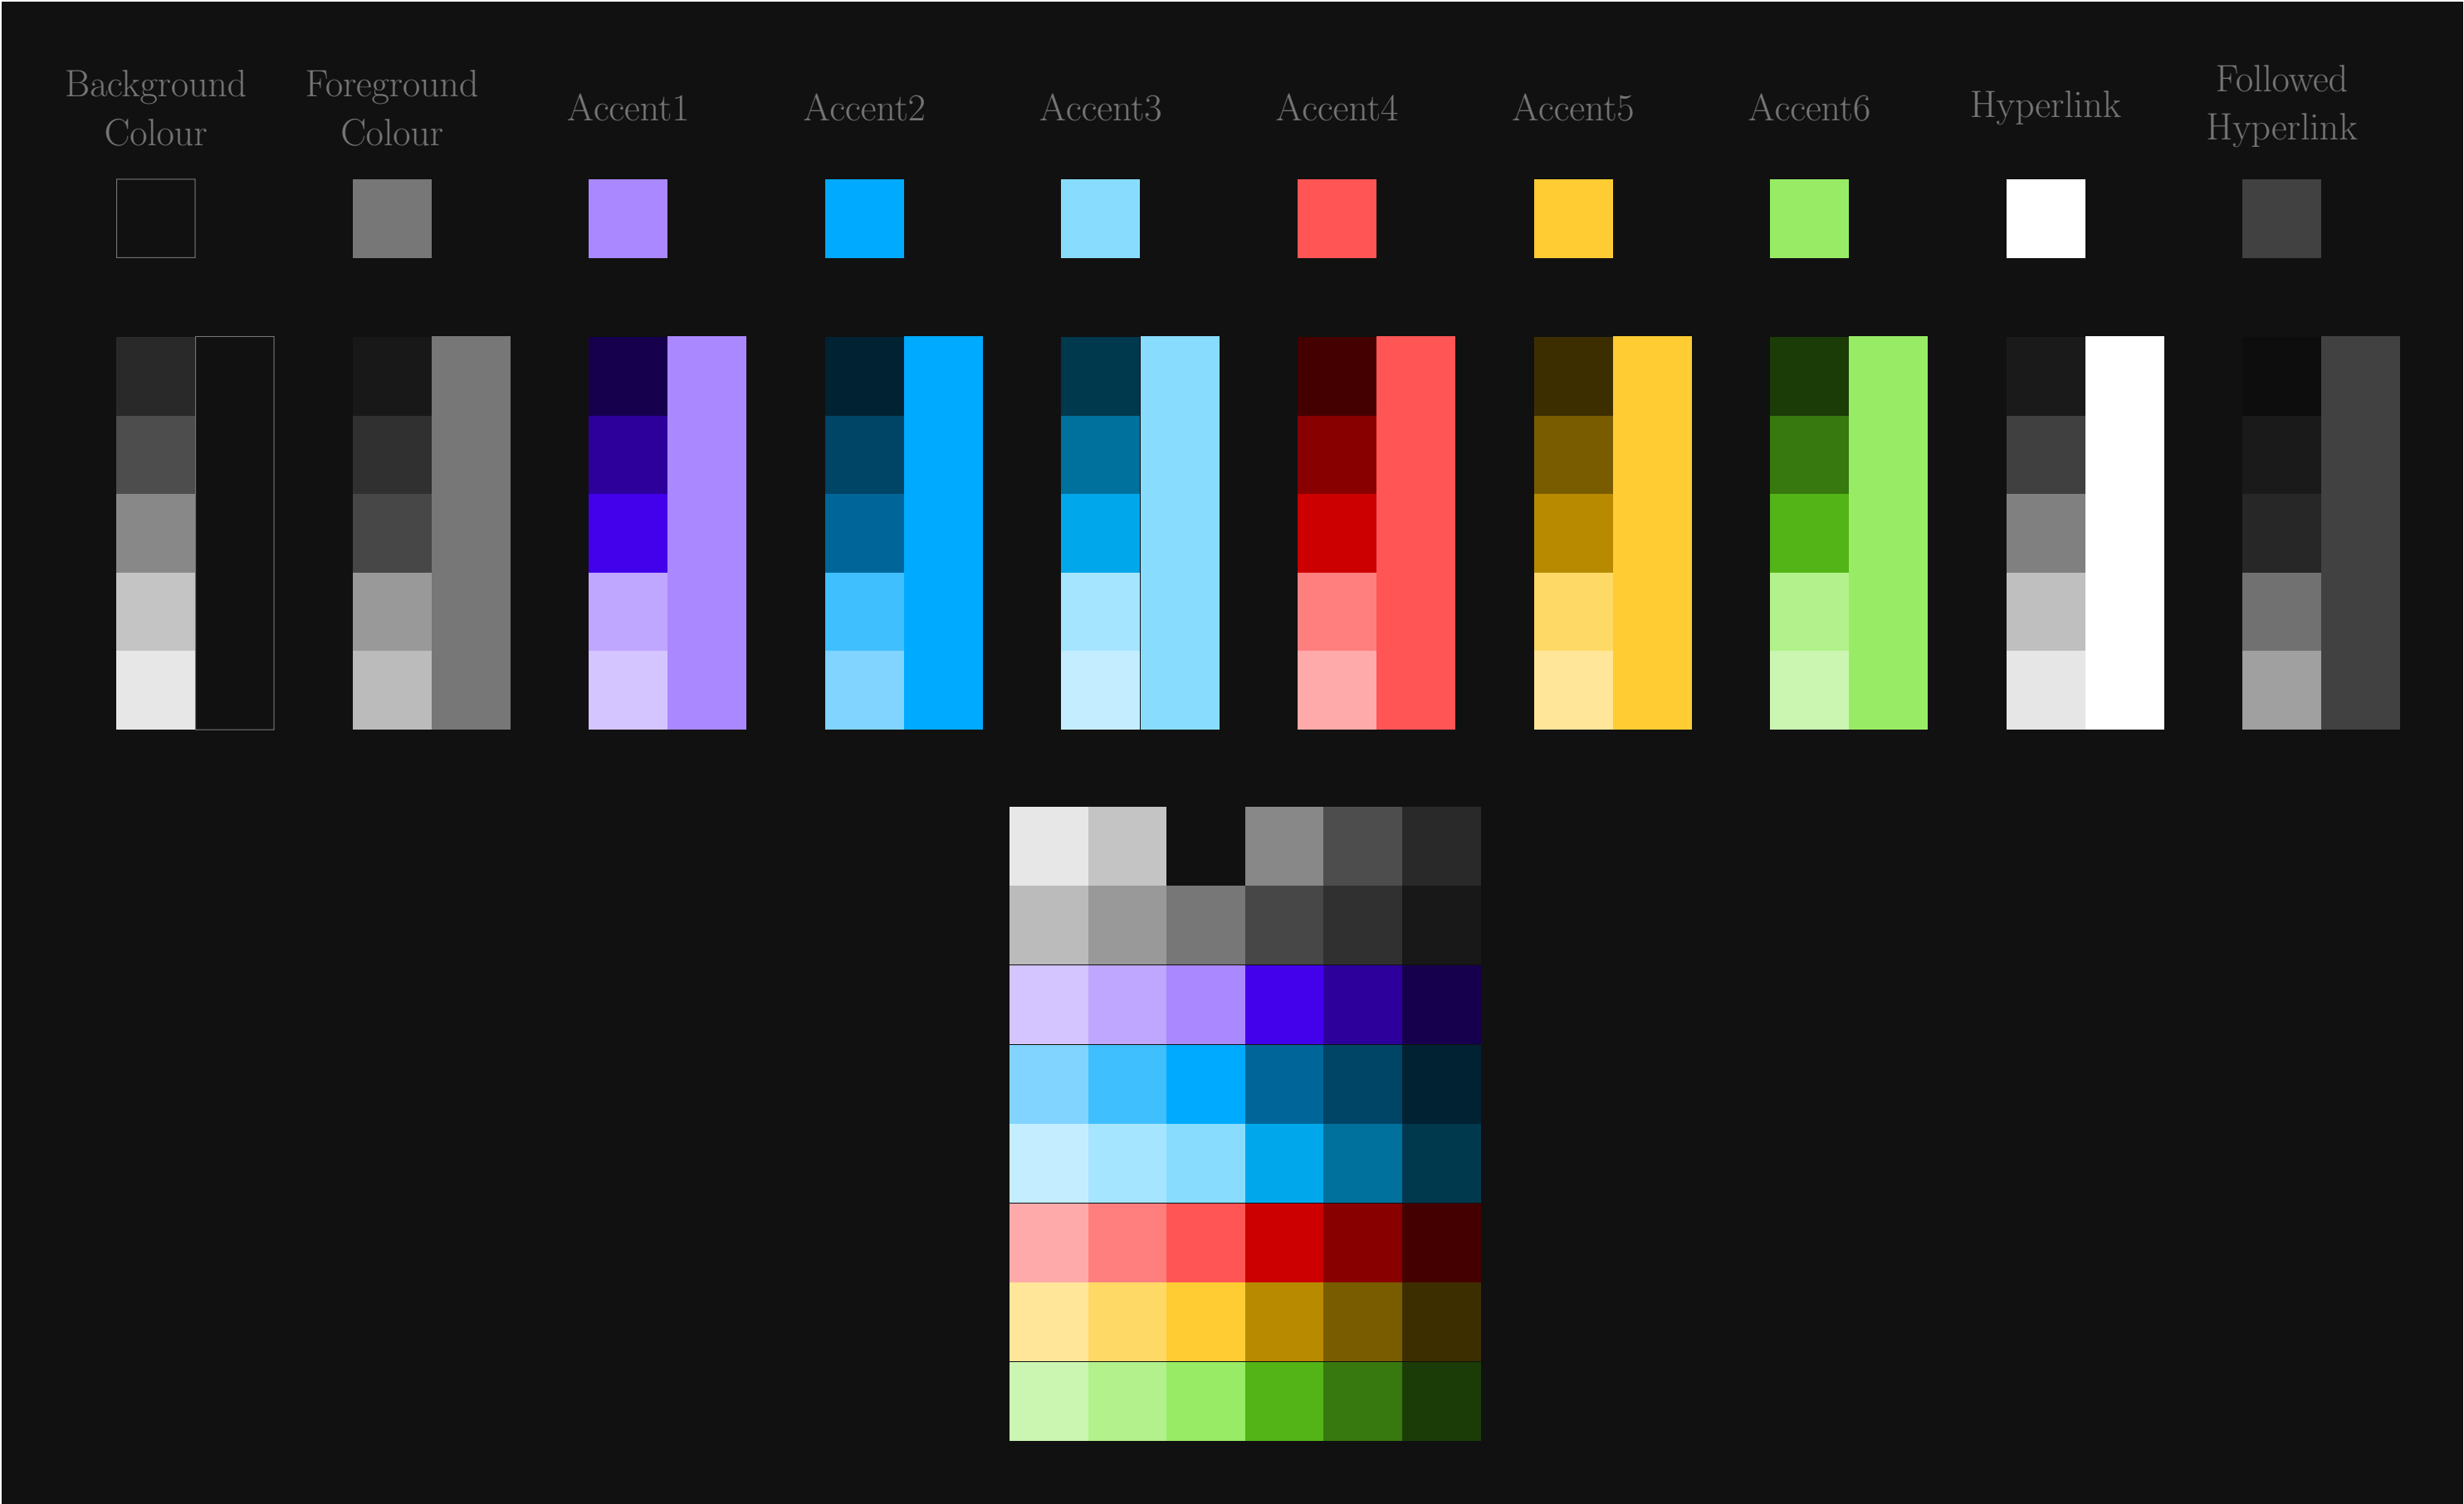 Background
Colour
Foreground
Colour
Accent1
Accent2
Accent3
Accent4
Accent5
Accent6
Hyperlink
Followed
Hyperlink